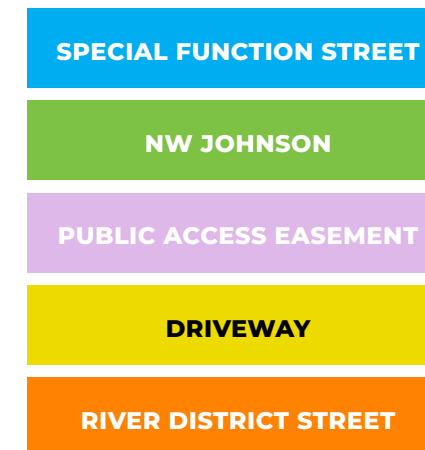 SPECIAL FUNCTION STREET
NW JOHNSON
PUBLIC ACCESS EASEMENT
DRIVEWAY
RIVER DISTRICT STREET